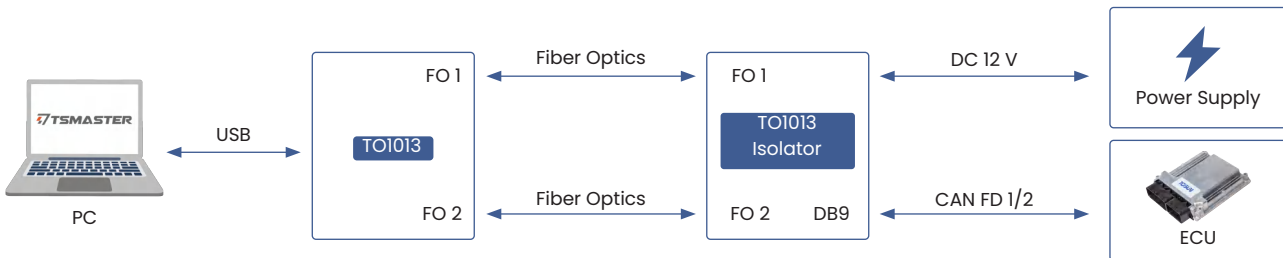 TSMASTER
PC
USB
FO 1
TO1013
FO 2
Fiber Optics
Fiber Optics
FO 1
TO1013
Isolator
FO 2 DB9
DC 12 V
CAN FD 1/2
Power Supply
TOSUN
ECU